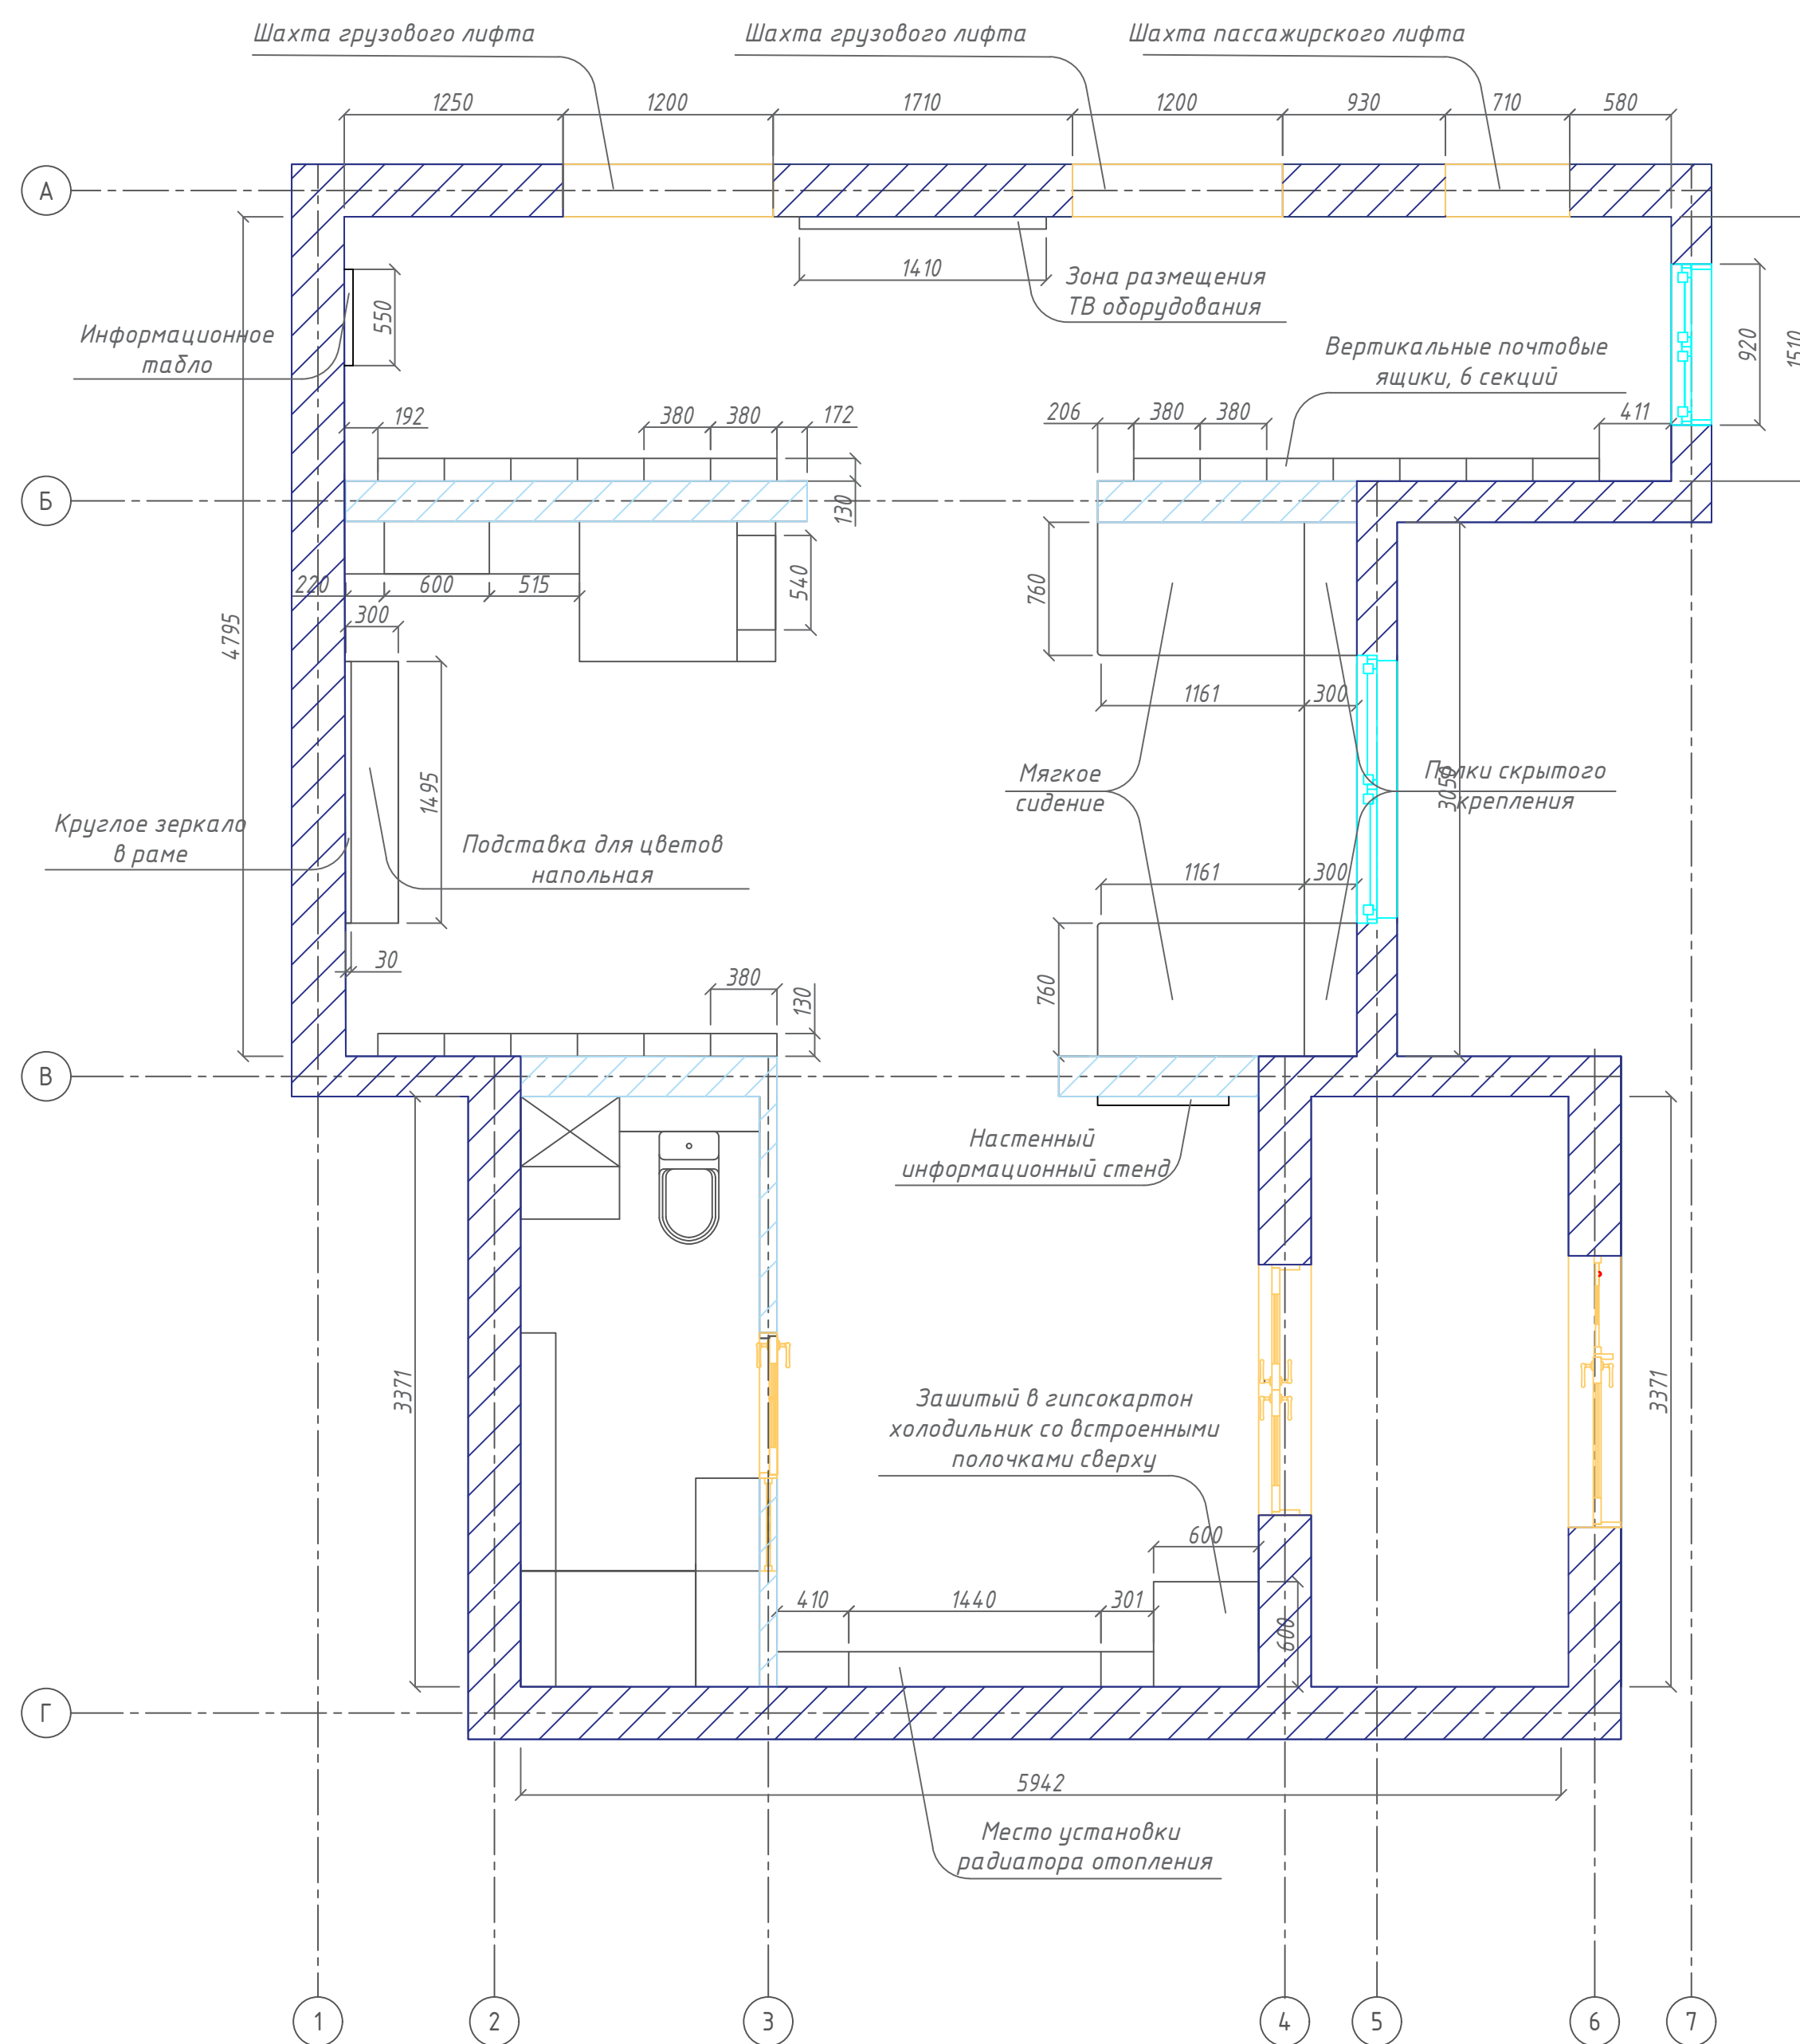 Шахта грузового лифта
Шахта грузового лифта
Шахта пассажирского лифта
1250
1200
1710
1200
930
710
580
А
1410
Зона размещения
ТВ оборудования
550
Информационное
табло
920
1510
Вертикальные почтовые
ящики, 6 секций
192
380
380
172
206
380
380
411
Б
130
220
600
515
540
760
300
4795
1161
300
1495
Мягкое
сидение
Полки скрытого
крепления
3050
Круглое зеркало
в раме
Подставка для цветов
напольная
1161
300
30
380
130
760
В
Настенный
информационный стенд
3371
3371
Зашитый в гипсокартон
холодильник со встроенными
полочками сверху
600
410
1440
301
600
Г
5942
Место установки
радиатора отопления
1
2
3
4
5
6
7